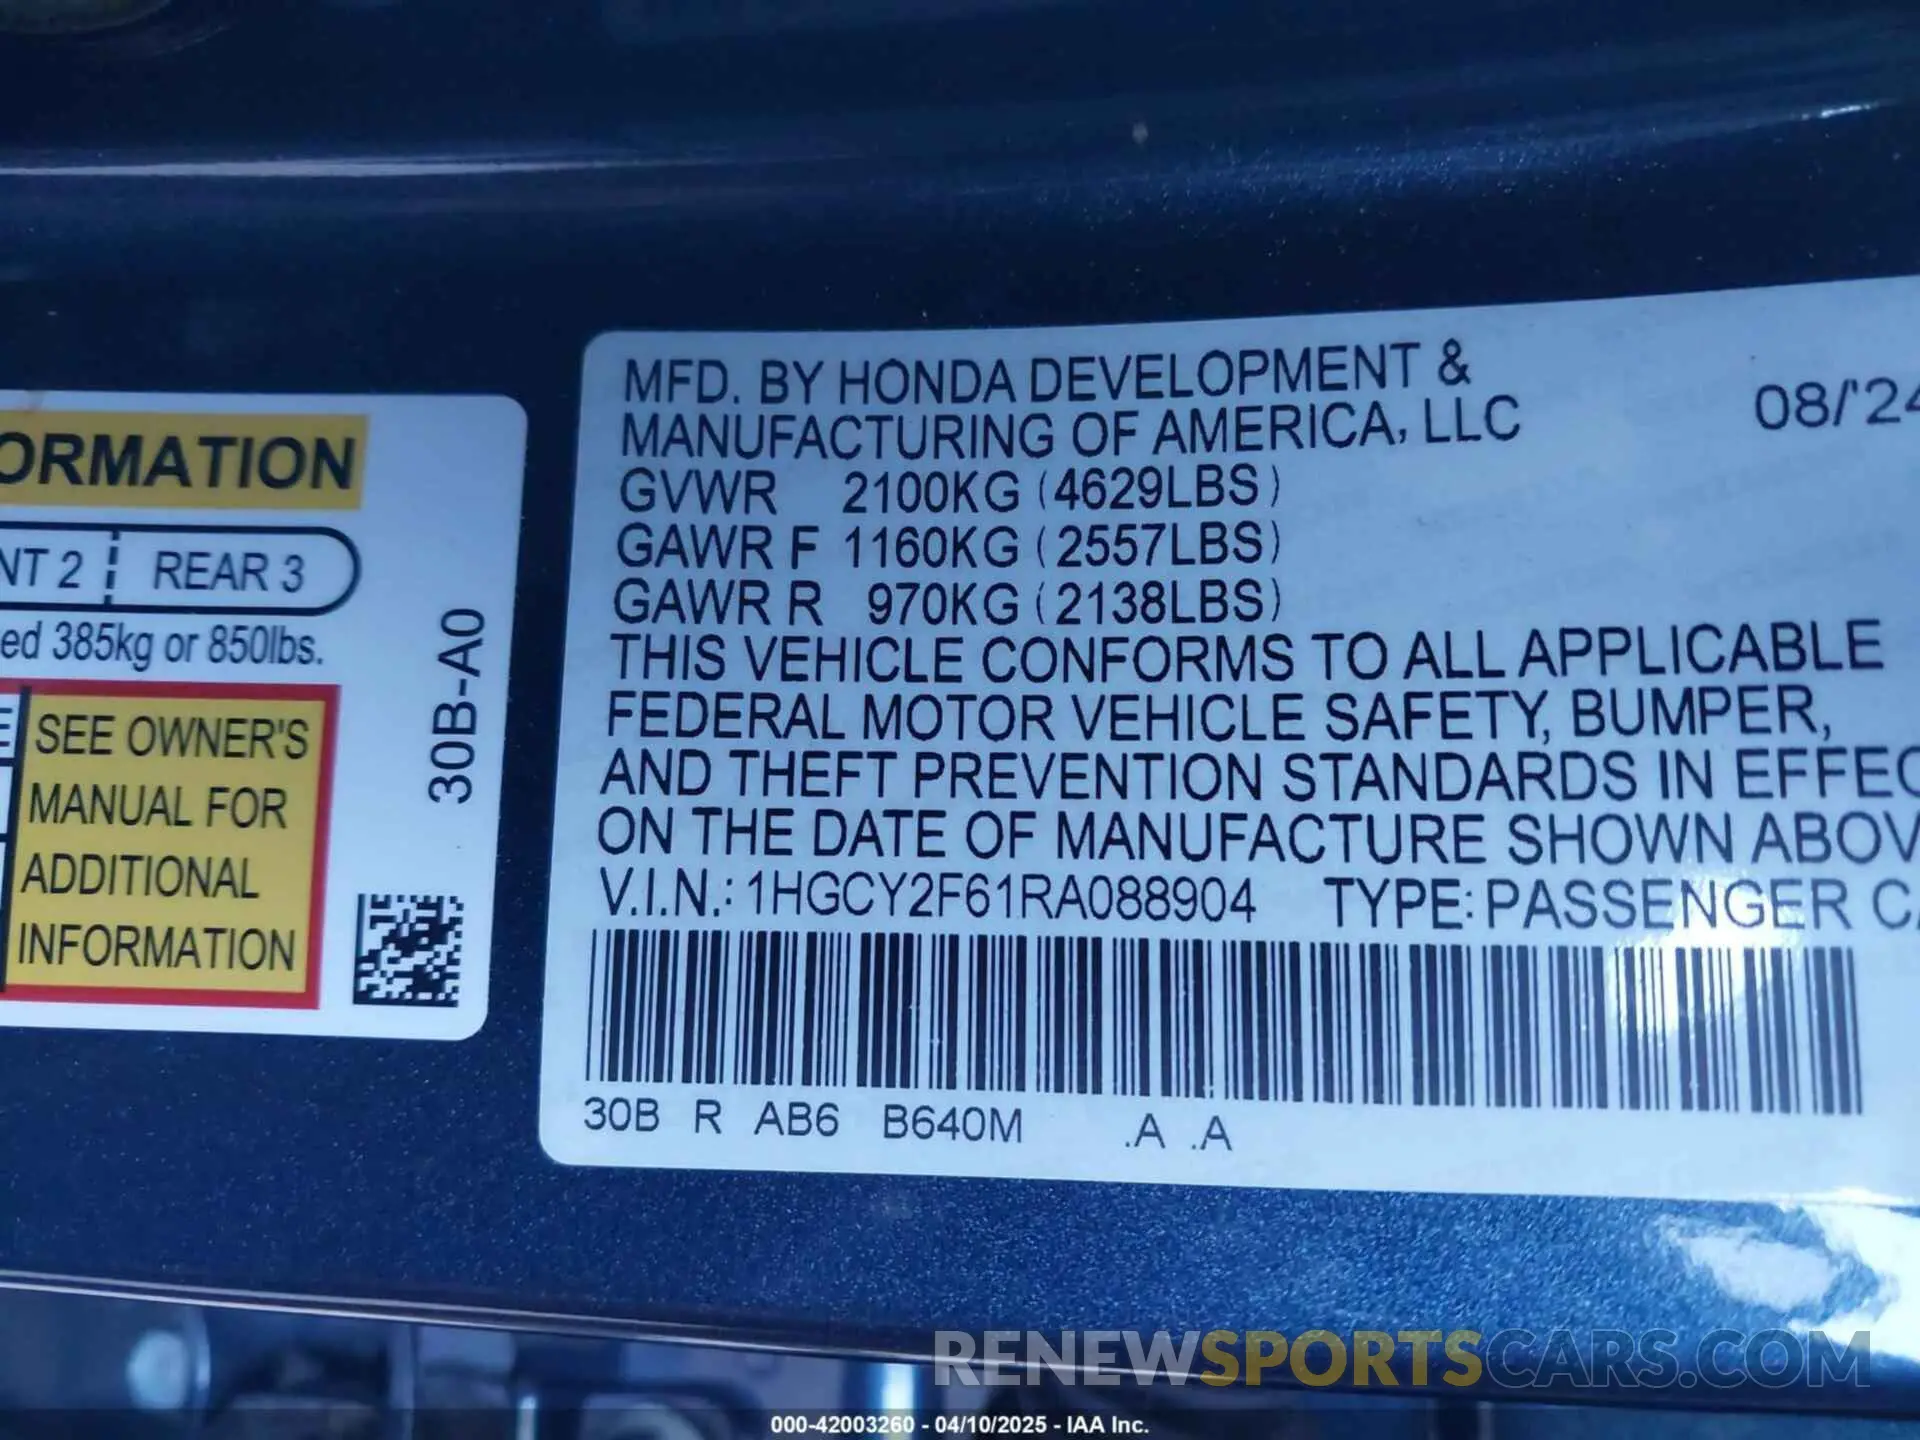 ORMATION
NT 2 REAR 3
ed 385kg or 850lbs.
SEE OWNER'S
MANUAL FOR
ADDITIONAL
INFORMATION
30B-A0
MFD. BY HONDA DEVELOPMENT &
MANUFACTURING OF AMERICA, LLC 08/'24
GVWR 2100KG (4629LBS)
GAWR F 1160KG (2557LBS)
GAWR R 970KG (2138LBS)
THIS VEHICLE CONFORMS TO ALL APPLICABLE
FEDERAL MOTOR VEHICLE SAFETY, BUMPER,
AND THEFT PREVENTION STANDARDS IN EFFEC
ON THE DATE OF MANUFACTURE SHOWN ABOV
V.I.N.: 1HGCY2F61RA088904 TYPE: PASSENGER CA
30B R AB6 B640M .A .A
RENEWSPORTSCARS.COM
000-42003260 - 04/10/2025 - IAA Inc.